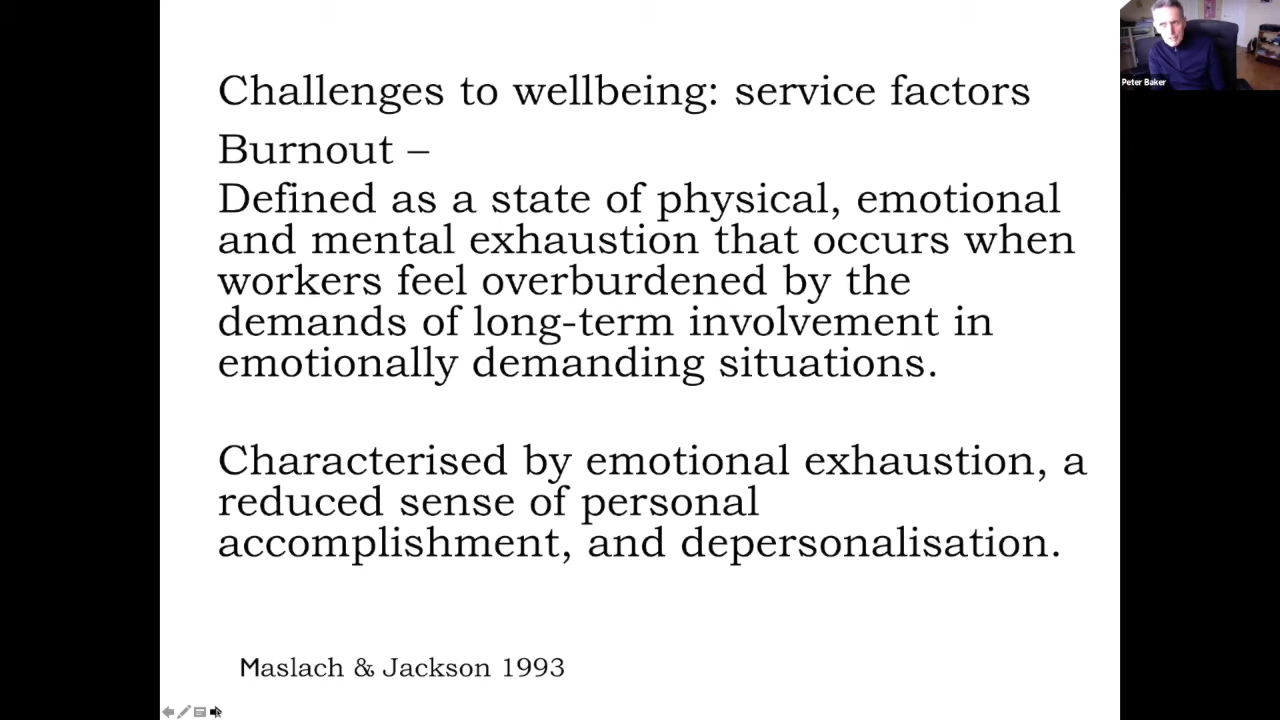 Challenges to wellbeing: service factors
Burnout –
Defined as a state of physical, emotional
and mental exhaustion that occurs when
workers feel overburdened by the
demands of long-term involvement in
emotionally demanding situations.
Characterised by emotional exhaustion, a
reduced sense of personal
accomplishment, and depersonalisation.
Maslach & Jackson 1993
Peter Baker